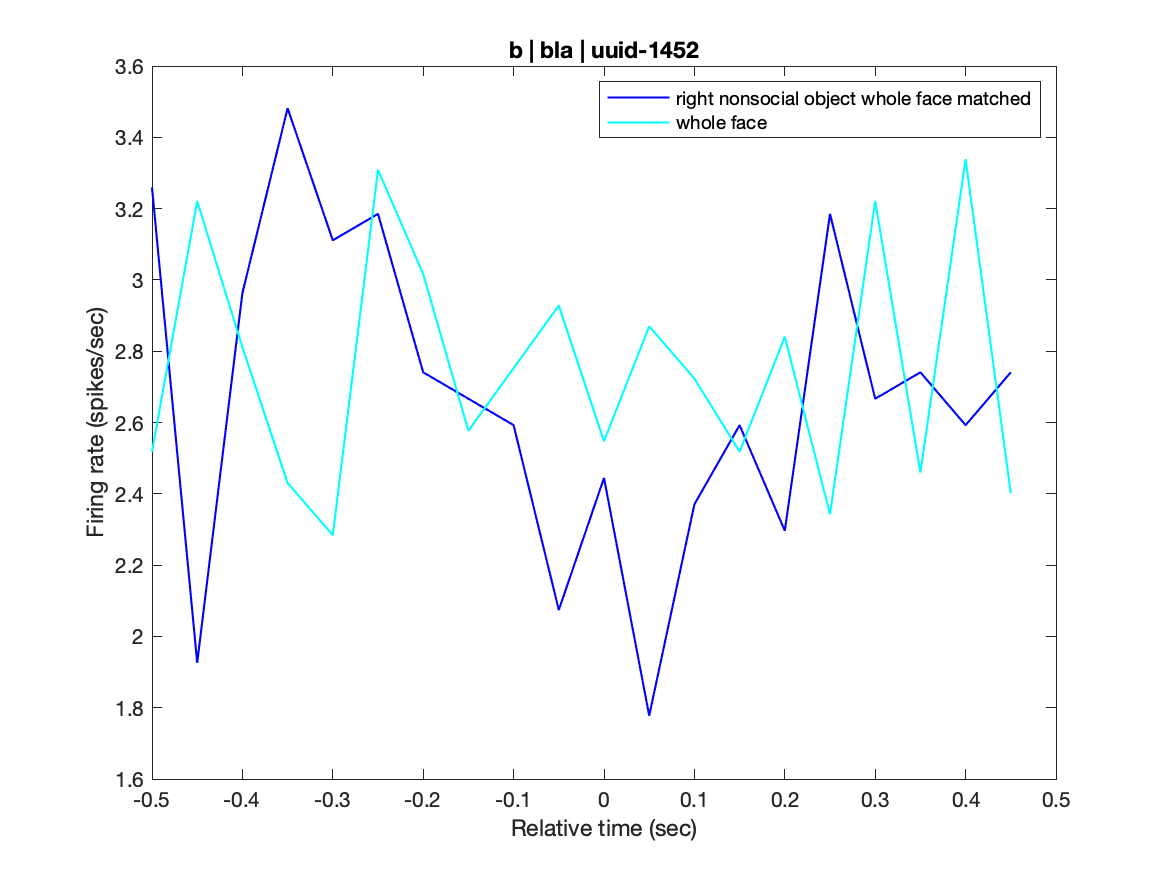 b | bla | uuid-1452
right nonsocial object whole face matched
whole face
Firing rate (spikes/sec)
3.6
3.4
3.2
3
2.8
2.6
2.4
2.2
2
1.8
1.6
-0.5 -0.4 -0.3 -0.2 -0.1 0 0.1 0.2 0.3 0.4 0.5
Relative time (sec)